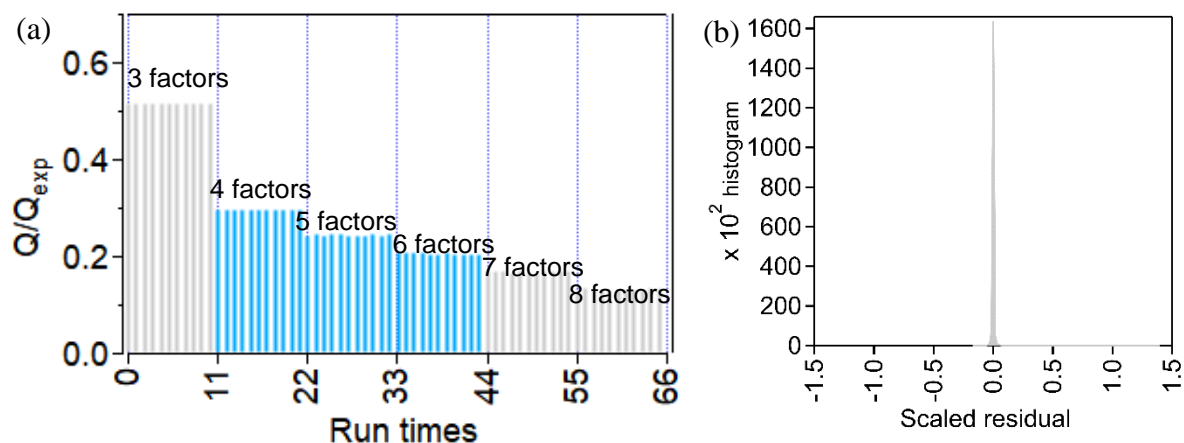 (a)
0.6
0.4
0.2
0.0
Q/Qexp
3 factors
4 factors
5 factors
6 factors
7 factors
8 factors
0
11
22
33
44
55
66
Run times
(b)
1600
1400
1200
1000
800
600
400
200
0
x 10² histogram
-1.5
-1.0
-0.5
0.0
0.5
1.0
1.5
Scaled residual